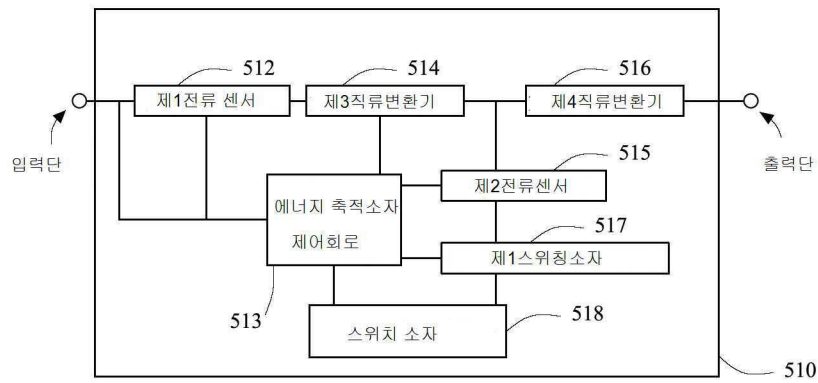 512
514
516
제1전류 센서
제3직류변환기
제4직류변환기
입력단
출력단
515
제2전류센서
에너지 축적소자
제어회로
517
제1스위칭소자
513
518
스위치 소자
510